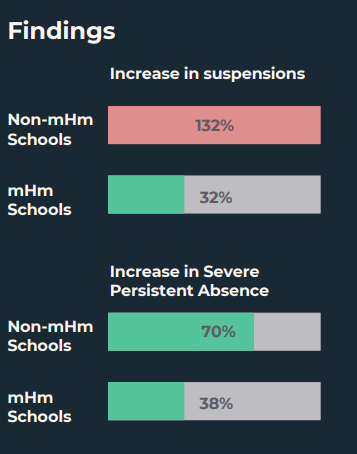 Findings
Increase in suspensions
Non-mHm
Schools
132%
mHm
Schools
32%
Increase in Severe
Persistent Absence
Non-mHm
Schools
70%
mHm
Schools
38%